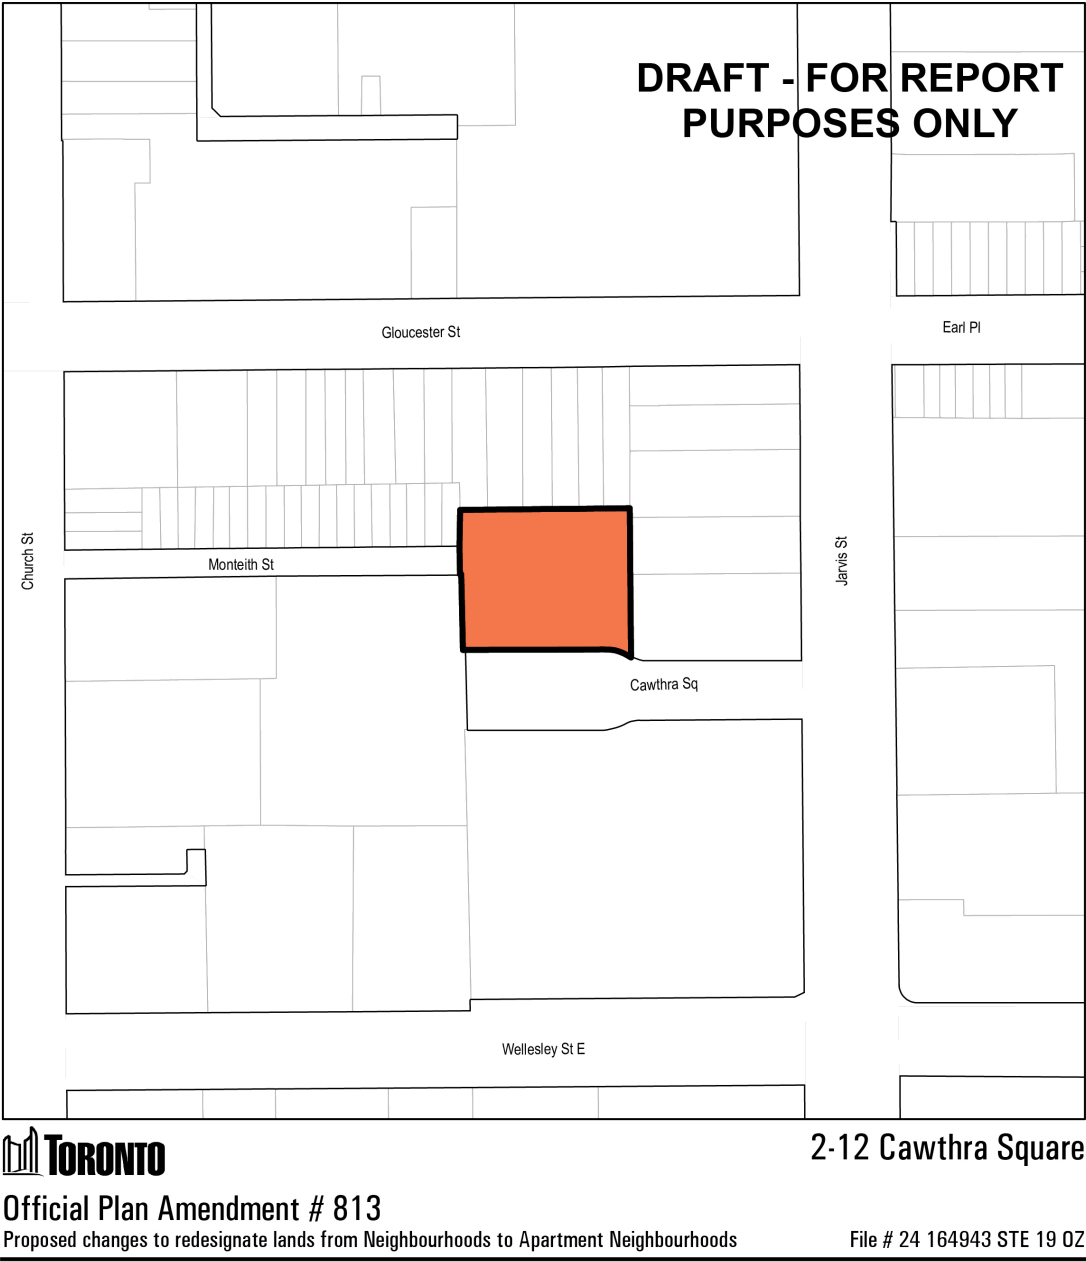 DRAFT - FOR REPORT
PURPOSES ONLY
Gloucester St
Earl Pl
Church St
Monteith St
Jarvis St
Cawthra Sq
Wellesley St E
TORONTO
2-12 Cawthra Square
Official Plan Amendment # 813
Proposed changes to redesignate lands from Neighbourhoods to Apartment Neighbourhoods
File # 24 164943 STE 19 OZ